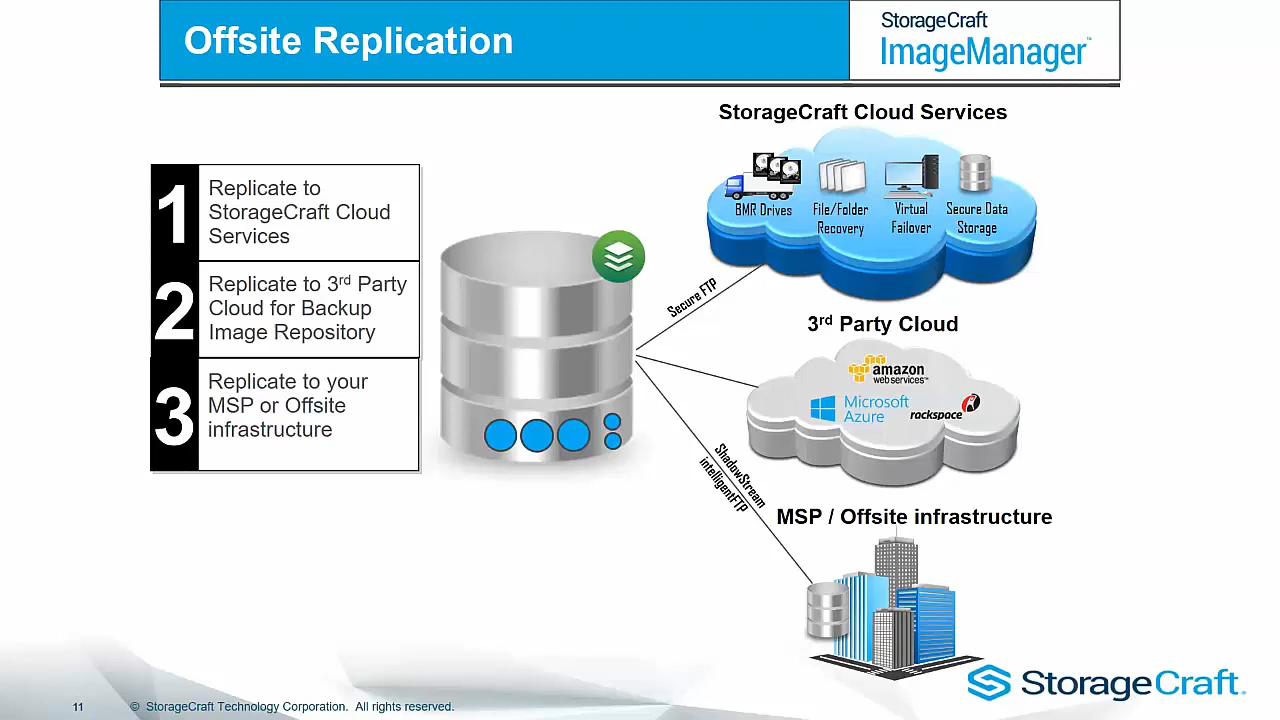 Offsite Replication
StorageCraft
ImageManager™
1
Replicate to
StorageCraft Cloud
Services
2
Replicate to 3rd Party
Cloud for Backup
Image Repository
3
Replicate to your
MSP or Offsite
infrastructure
StorageCraft Cloud Services
BMR Drives
File/Folder
Recovery
Virtual
Failover
Secure Data
Storage
Secure FTP
3rd Party Cloud
amazon
web services™
Microsoft
Azure
rackspace
ShadowStream
intelligentFTP
MSP / Offsite infrastructure
StorageCraft.
11
© StorageCraft Technology Corporation. All rights reserved.